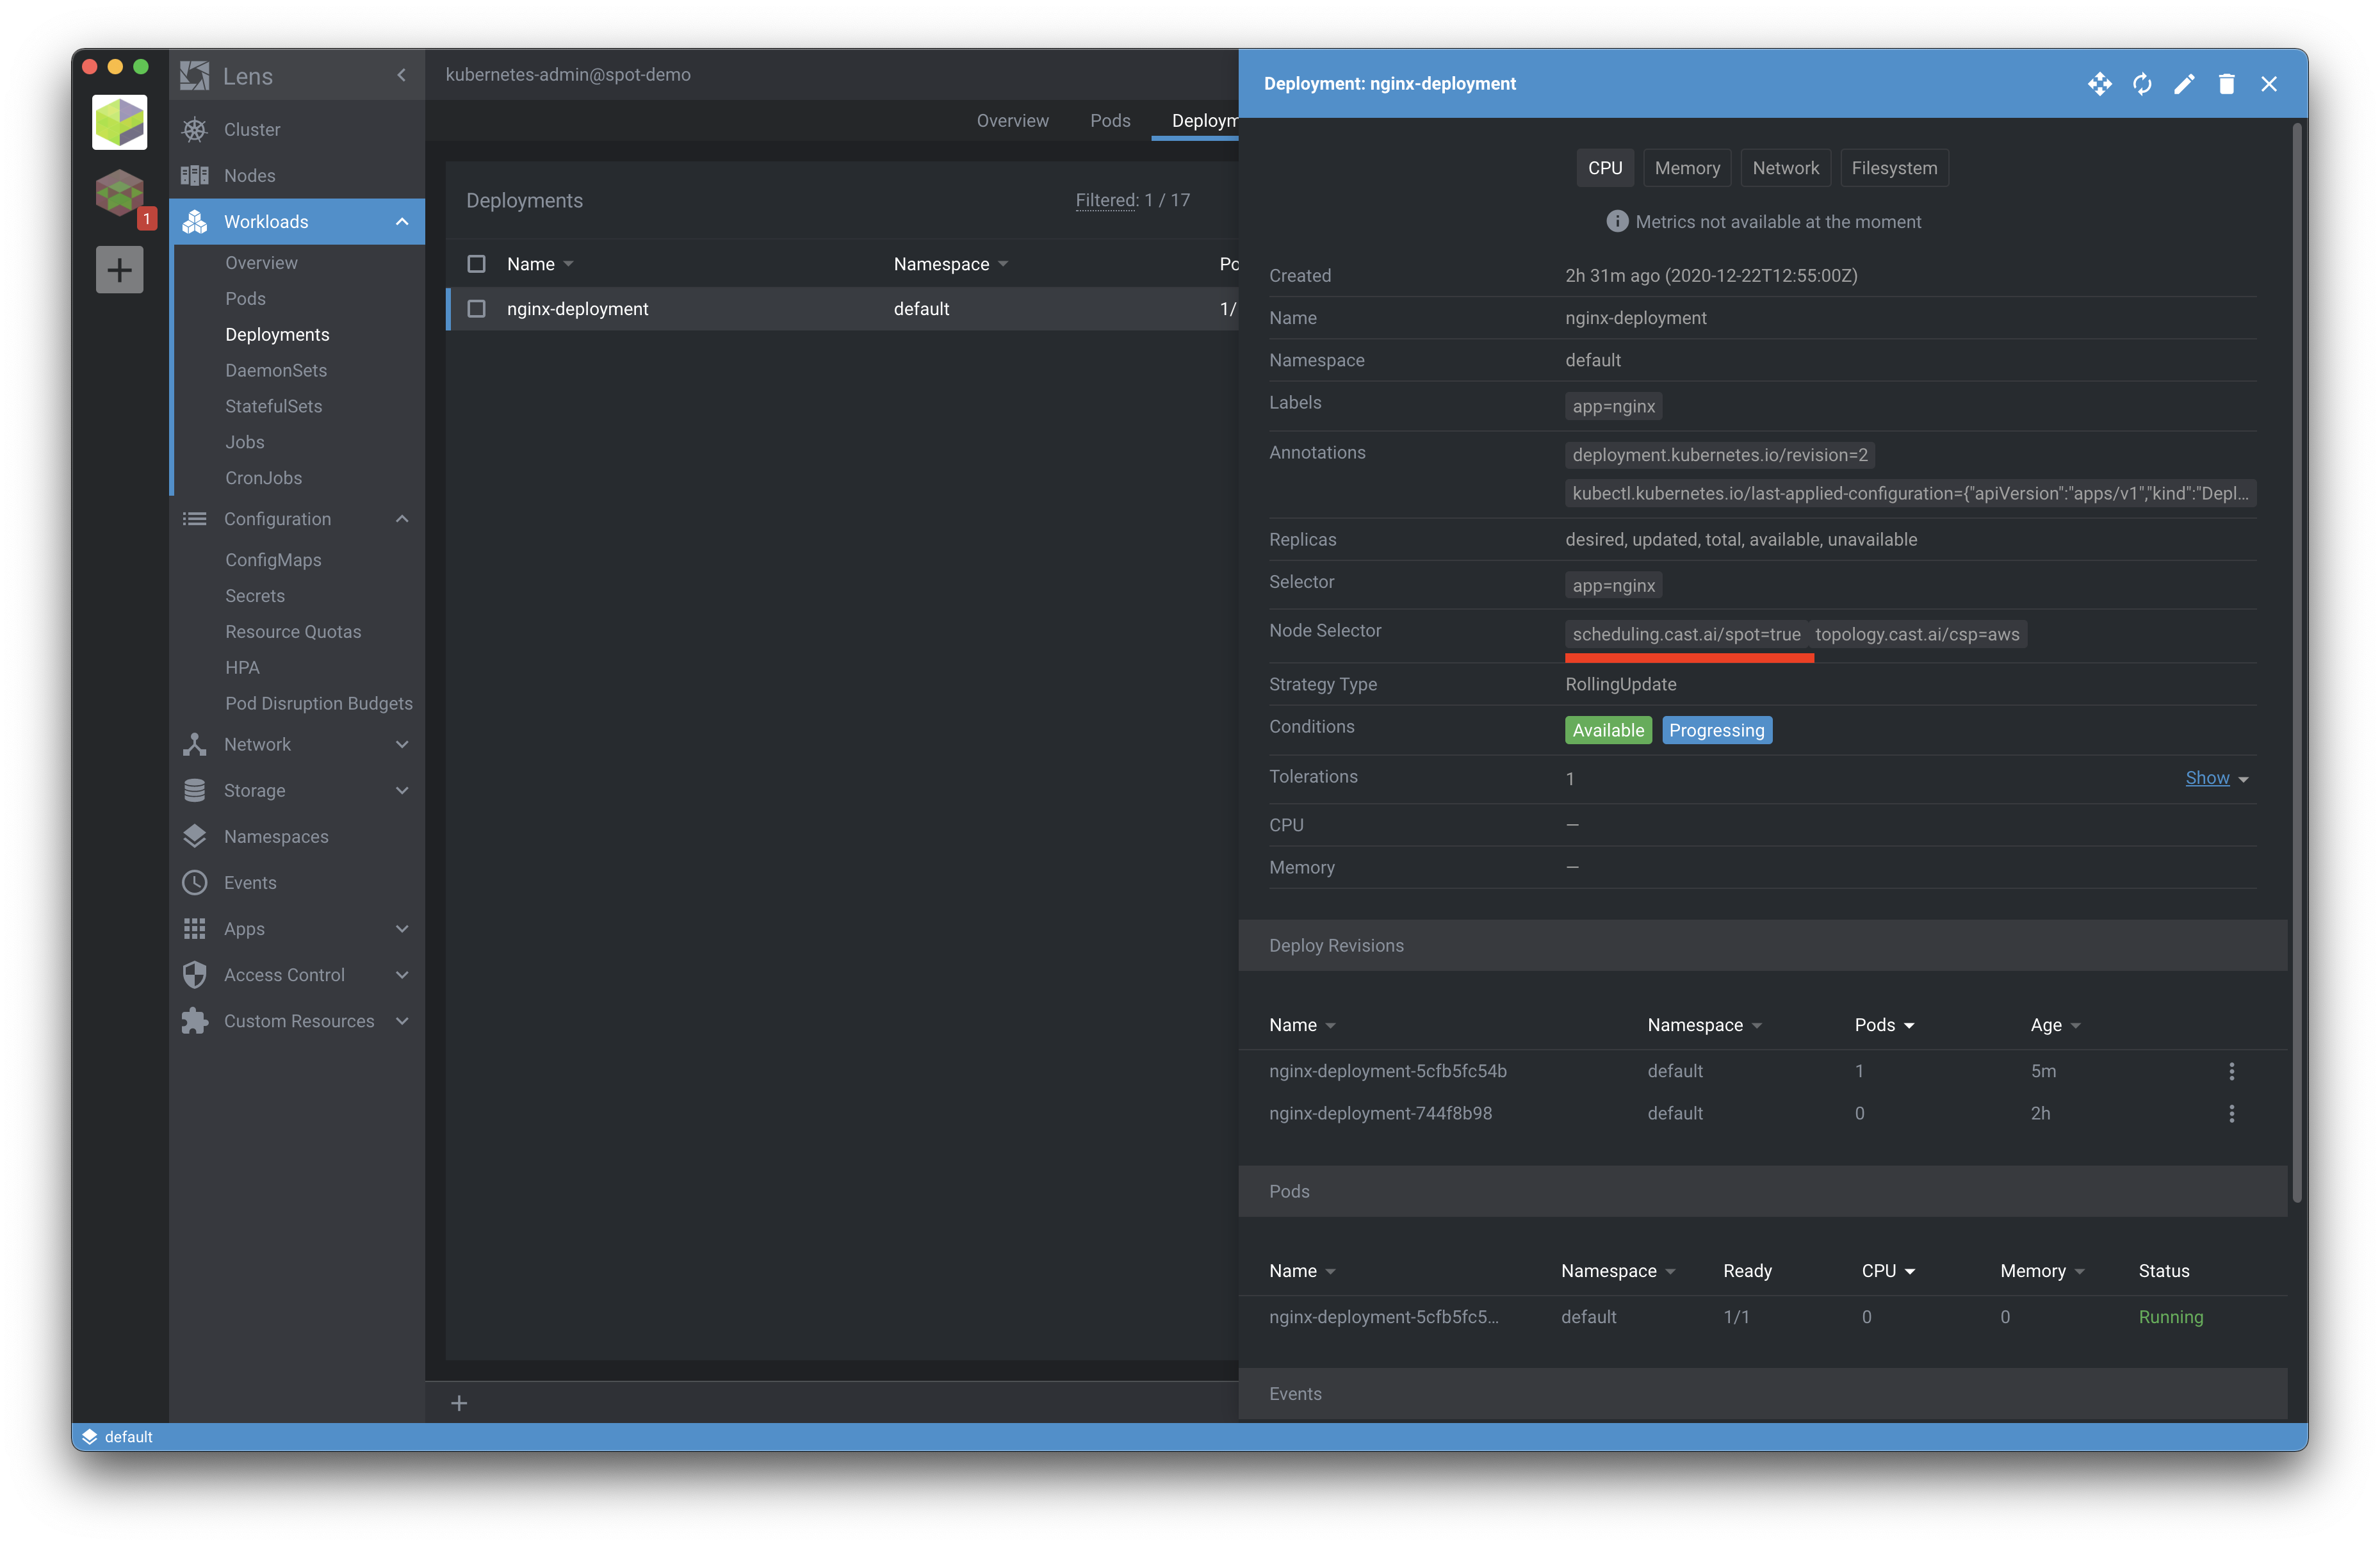 Lens
1
Cluster
Nodes
Workloads
Overview
Pods
Deployments
DaemonSets
StatefulSets
Jobs
CronJobs
Configuration
ConfigMaps
Secrets
Resource Quotas
HPA
Pod Disruption Budgets
Network
Storage
Namespaces
Events
Apps
Access Control
Custom Resources
kubernetes-admin@spot-demo
Overview Pods Deploym
Deployments Filtered: 1 / 17
Name Namespace Po
nginx-deployment default 1/
Deployment: nginx-deployment
CPU Memory Network Filesystem
Metrics not available at the moment
Created 2h 31m ago (2020-12-22T12:55:00Z)
Name nginx-deployment
Namespace default
Labels app=nginx
Annotations deployment.kubernetes.io/revision=2
kubectl.kubernetes.io/last-applied-configuration={"apiVersion":"apps/v1","kind":"Depl...
Replicas desired, updated, total, available, unavailable
Selector app=nginx
Node Selector scheduling.cast.ai/spot=true topology.cast.ai/csp=aws
Strategy Type RollingUpdate
Conditions Available Progressing
Tolerations 1 Show
CPU —
Memory —
Deploy Revisions
Name Namespace Pods Age
nginx-deployment-5cfb5fc54b default 1 5m
nginx-deployment-744f8b98 default 0 2h
Pods
Name Namespace Ready CPU Memory Status
nginx-deployment-5cfb5fc5... default 1/1 0 0 Running
Events
default